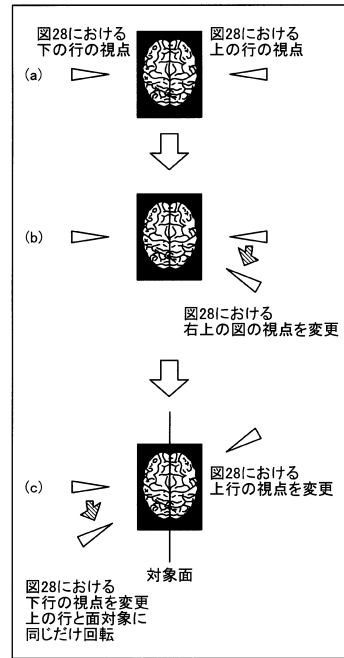 図28における
下の行の視点
図28における
上の行の視点
(a)
(b)
図28における
右上の図の視点を変更
(c)
図28における
上行の視点を変更
対象面
図28における
下行の視点を変更
上の行と面対象に
同じだけ回転